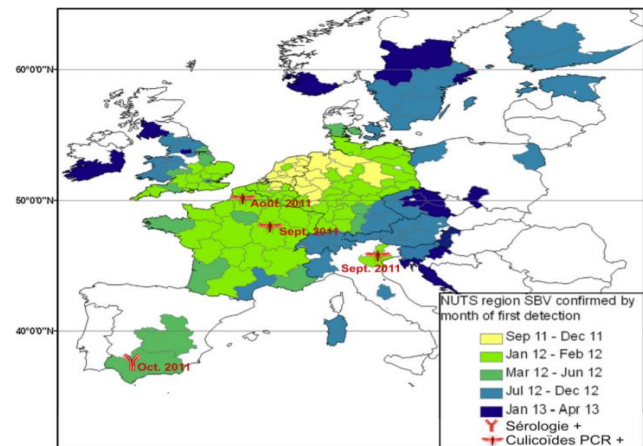 60°0'0"N
50°0'0"N
40°0'0"N
Août. 2011
Sept. 2011
Sept. 2011
Oct. 2011
NUTS region SBV confirmed by
month of first detection
Sep 11 - Dec 11
Jan 12 - Feb 12
Mar 12 - Jun 12
Jul 12 - Dec 12
Jan 13 - Apr 13
Sérologie +
Culicoïdes PCR +